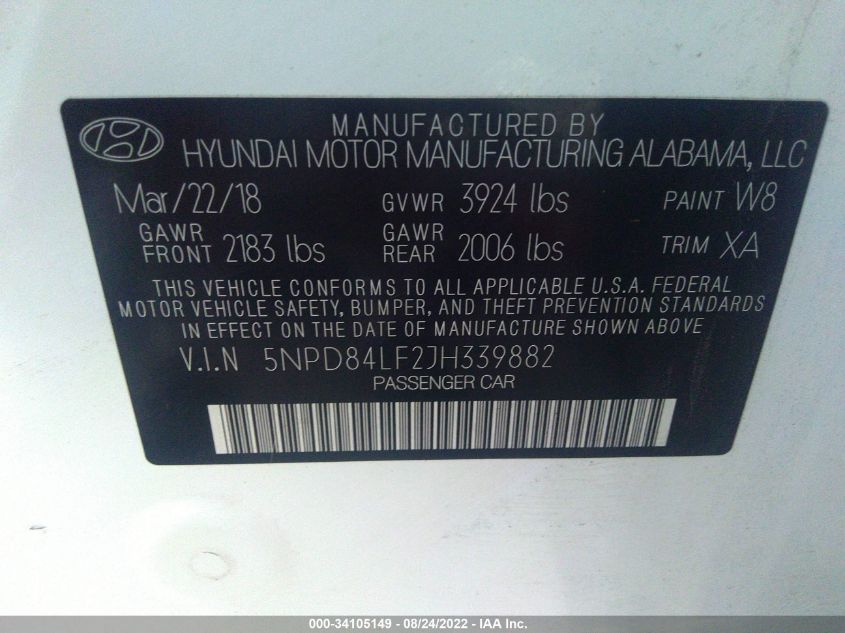 MANUFACTURED BY
HYUNDAI MOTOR MANUFACTURING ALABAMA, LLC
Mar/22/18 GVWR 3924 lbs PAINT W8
GAWR FRONT 2183 lbs GAWR REAR 2006 lbs TRIM XA
THIS VEHICLE CONFORMS TO ALL APPLICABLE U.S.A. FEDERAL
MOTOR VEHICLE SAFETY, BUMPER, AND THEFT PREVENTION STANDARDS
IN EFFECT ON THE DATE OF MANUFACTURE SHOWN ABOVE
V.I.N 5NPD84LF2JH339882
PASSENGER CAR
000-34105149 - 08/24/2022 - IAA Inc.